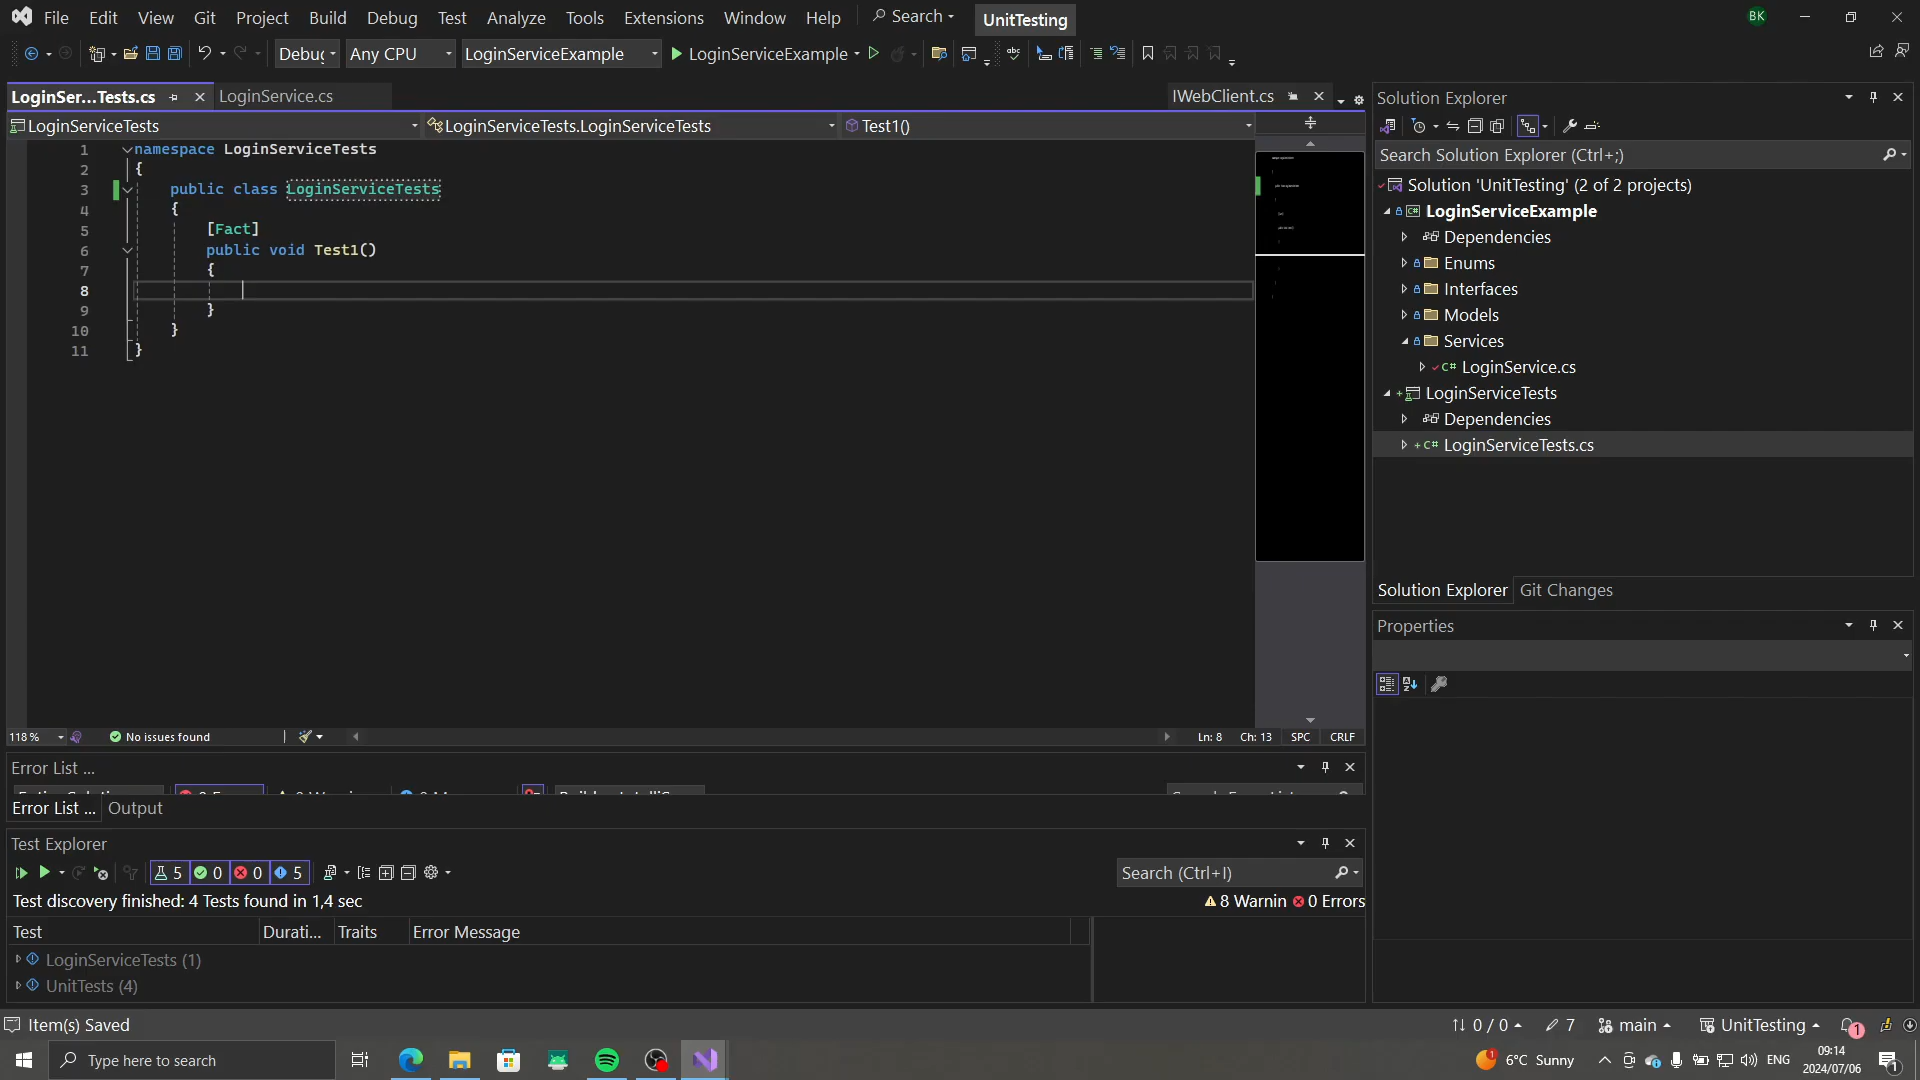 File Edit View Git Project Build Debug Test Analyze Tools Extensions Window Help Search UnitTesting BK
Debug Any CPU LoginServiceExample LoginServiceExample
LoginSer...Tests.cs LoginService.cs IWebClient.cs
LoginServiceTests LoginServiceTests.LoginServiceTests Test1()
1 namespace LoginServiceTests
2 {
3 public class LoginServiceTests
4 {
5 [Fact]
6 public void Test1()
7 {
8
9 }
10 }
11 }
118 % No issues found Ln: 8 Ch: 13 SPC CRLF
Error List ...
Error List ... Output
Test Explorer
5 0 0 5 Search (Ctrl+I)
Test discovery finished: 4 Tests found in 1,4 sec 8 Warnin 0 Errors
Test Durati... Traits Error Message
LoginServiceTests (1)
UnitTests (4)
Solution Explorer
Search Solution Explorer (Ctrl+;)
Solution 'UnitTesting' (2 of 2 projects)
LoginServiceExample
Dependencies
Enums
Interfaces
Models
Services
C# LoginService.cs
LoginServiceTests
Dependencies
C# LoginServiceTests.cs
Solution Explorer Git Changes
Properties
Item(s) Saved 0 / 0 7 main UnitTesting 1
Type here to search 6°C Sunny ENG 09:14
2024/07/06